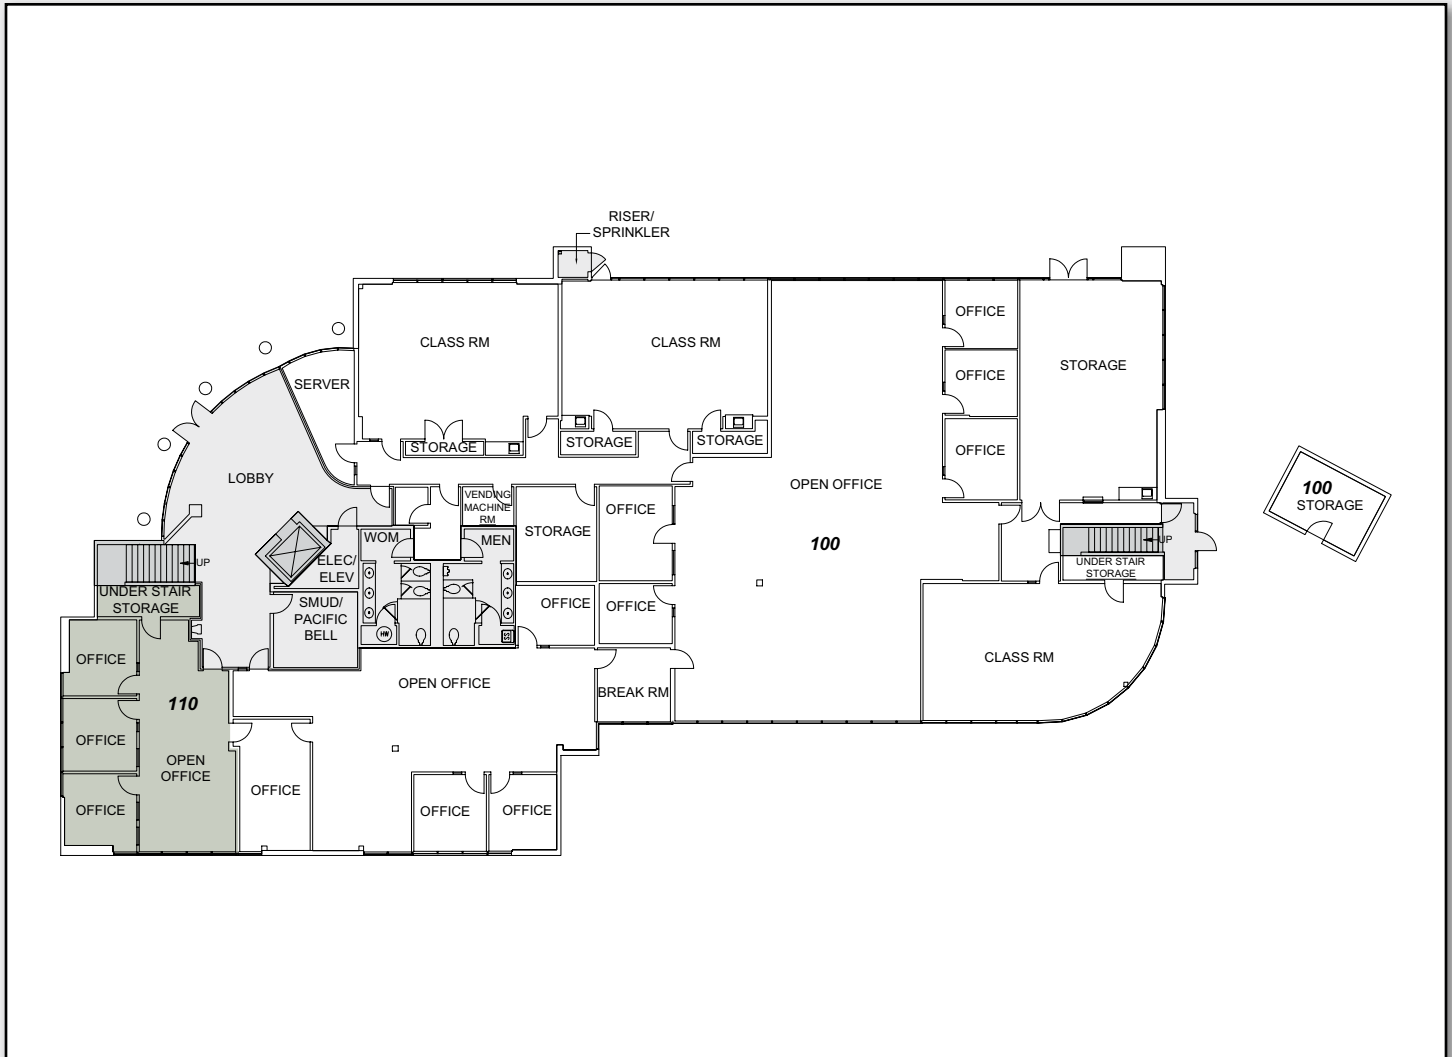 RISER/
SPRINKLER
CLASS RM
CLASS RM
OFFICE
STORAGE
OFFICE
SERVER
OFFICE
STORAGE
STORAGE
STORAGE
LOBBY
OPEN OFFICE
100
STORAGE
VENDING
MACHINE
RM
OFFICE
STORAGE
WOM
MEN
100
UP
UP
ELEC/
ELEV
UNDER STAIR
STORAGE
UNDER STAIR
STORAGE
SMUD/
PACIFIC
BELL
OFFICE
OFFICE
HW
SS
OFFICE
CLASS RM
OPEN OFFICE
BREAK RM
110
OFFICE
OPEN
OFFICE
OFFICE
OFFICE
OFFICE
OFFICE